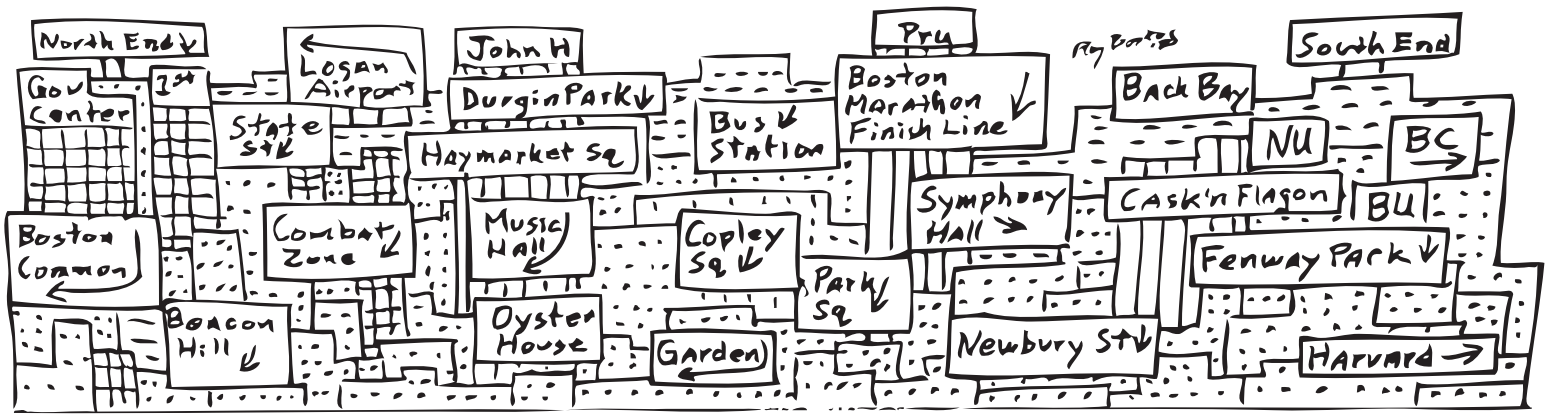 North End
Gov
Center
1st
Logan
Airport
State
St
John H
Durgin Park
Haymarket Sq
Bus
Station
Pru
Boston
Marathon
Finish Line
Back Bay
South End
NU
BC
Cask'n Flagon
BU
Boston
Common
Combat
Zone
Music
Hall
Copley
Sq
Symphony
Hall
Park
Sq
Fenway Park
Beacon
Hill
Oyster
House
Garden
Newbury St
Harvard